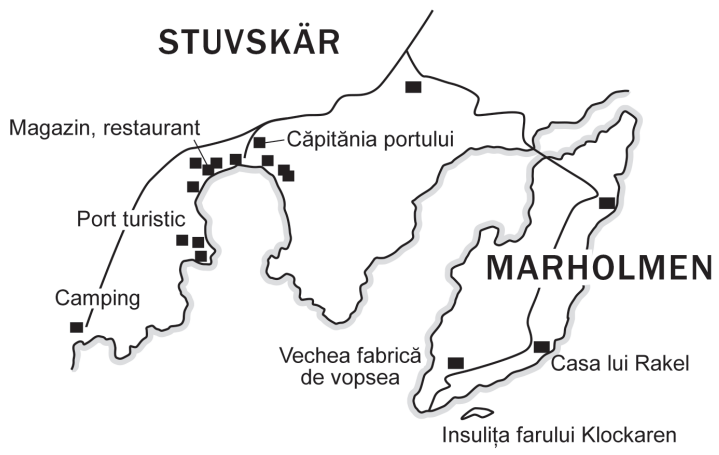 STUVSKÄR
Magazin, restaurant
Căpitănia portului
Port turistic
MARHOLMEN
Camping
Vechea fabrică
de vopsea
Casa lui Rakel
Insulița farului Klockaren